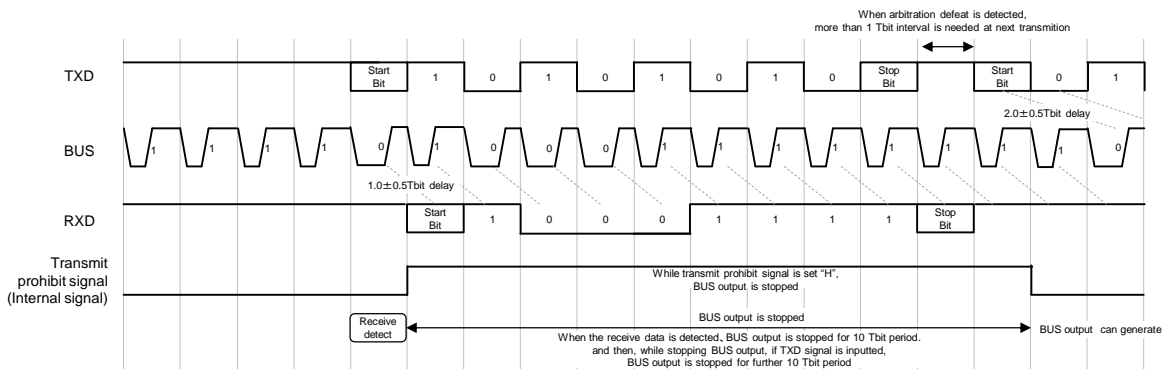 When arbitration defeat is detected,
more than 1 Tbit interval is needed at next transmition
TXD
Start
Bit
1
0
1
0
1
0
1
0
Stop
Bit
Start
Bit
0
1
2.0±0.5Tbit delay
BUS
1
1
1
1
0
1
0
0
0
1
1
1
1
1
1
1
1
0
1.0±0.5Tbit delay
RXD
Start
Bit
1
0
0
0
1
1
1
1
Stop
Bit
Transmit
prohibit signal
(Internal signal)
While transmit prohibit signal is set "H",
BUS output is stopped
Receive
detect
BUS output is stopped
BUS output can generate
When the receive data is detected, BUS output is stopped for 10 Tbit period.
and then, while stopping BUS output, if TXD signal is inputted,
BUS output is stopped for further 10 Tbit period